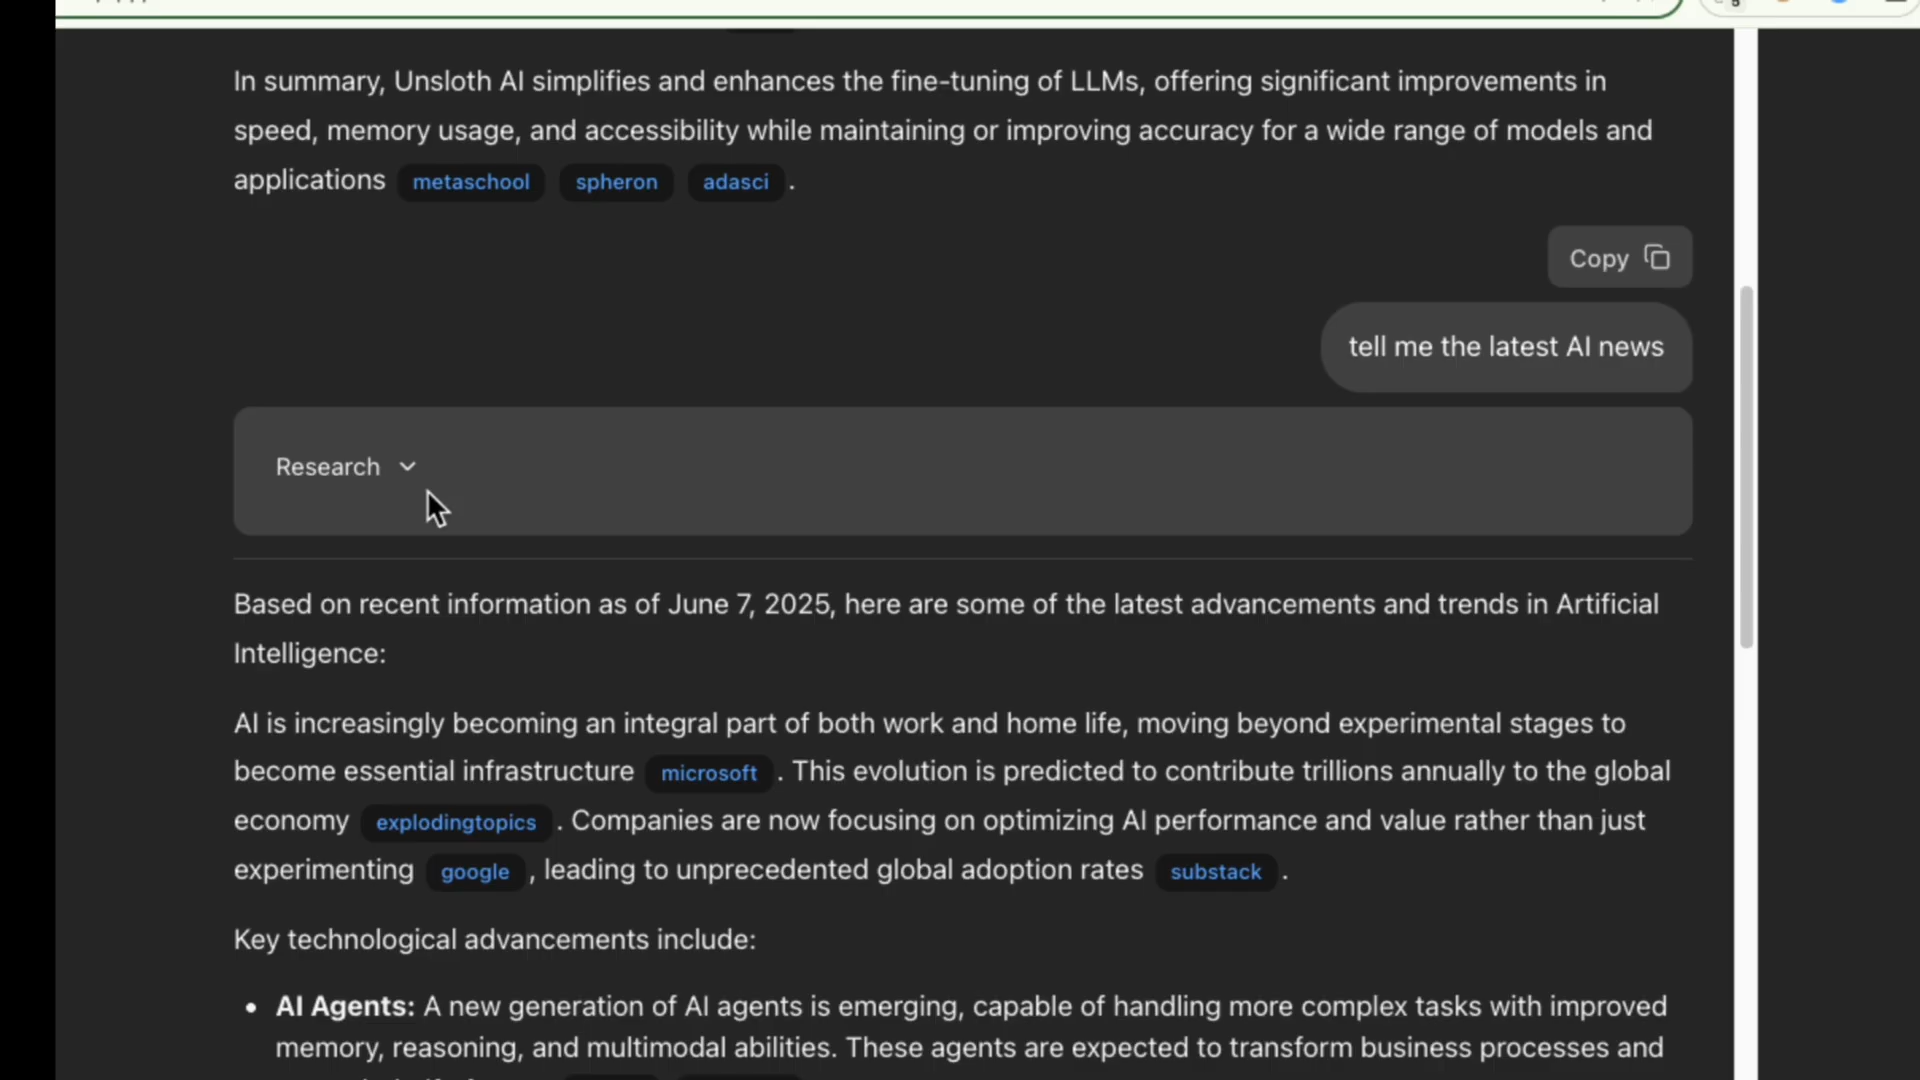 5
In summary, Unsloth AI simplifies and enhances the fine-tuning of LLMs, offering significant improvements in
speed, memory usage, and accessibility while maintaining or improving accuracy for a wide range of models and
applications metaschool spheron adasci .
Copy
tell me the latest AI news
Research
Based on recent information as of June 7, 2025, here are some of the latest advancements and trends in Artificial
Intelligence:
AI is increasingly becoming an integral part of both work and home life, moving beyond experimental stages to
become essential infrastructure microsoft . This evolution is predicted to contribute trillions annually to the global
economy explodingtopics . Companies are now focusing on optimizing AI performance and value rather than just
experimenting google , leading to unprecedented global adoption rates substack .
Key technological advancements include:
• AI Agents: A new generation of AI agents is emerging, capable of handling more complex tasks with improved
memory, reasoning, and multimodal abilities. These agents are expected to transform business processes and